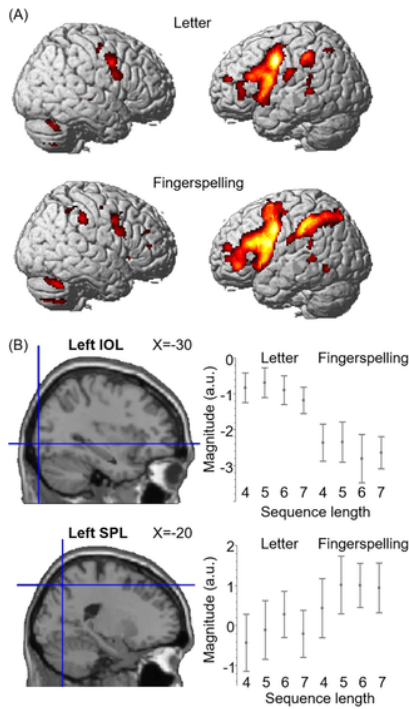 (A)
Letter
Fingerspelling
(B)
Left IOL X=-30
Letter Fingerspelling
Magnitude (a.u.)
0
-1
-2
-3
4 5 6 7 4 5 6 7
Sequence length
Left SPL X=-20
Letter Fingerspelling
Magnitude (a.u.)
2
1
0
-1
4 5 6 7 4 5 6 7
Sequence length